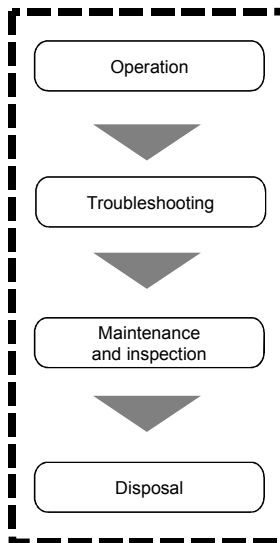 Operation
Troubleshooting
Maintenance
and inspection
Disposal